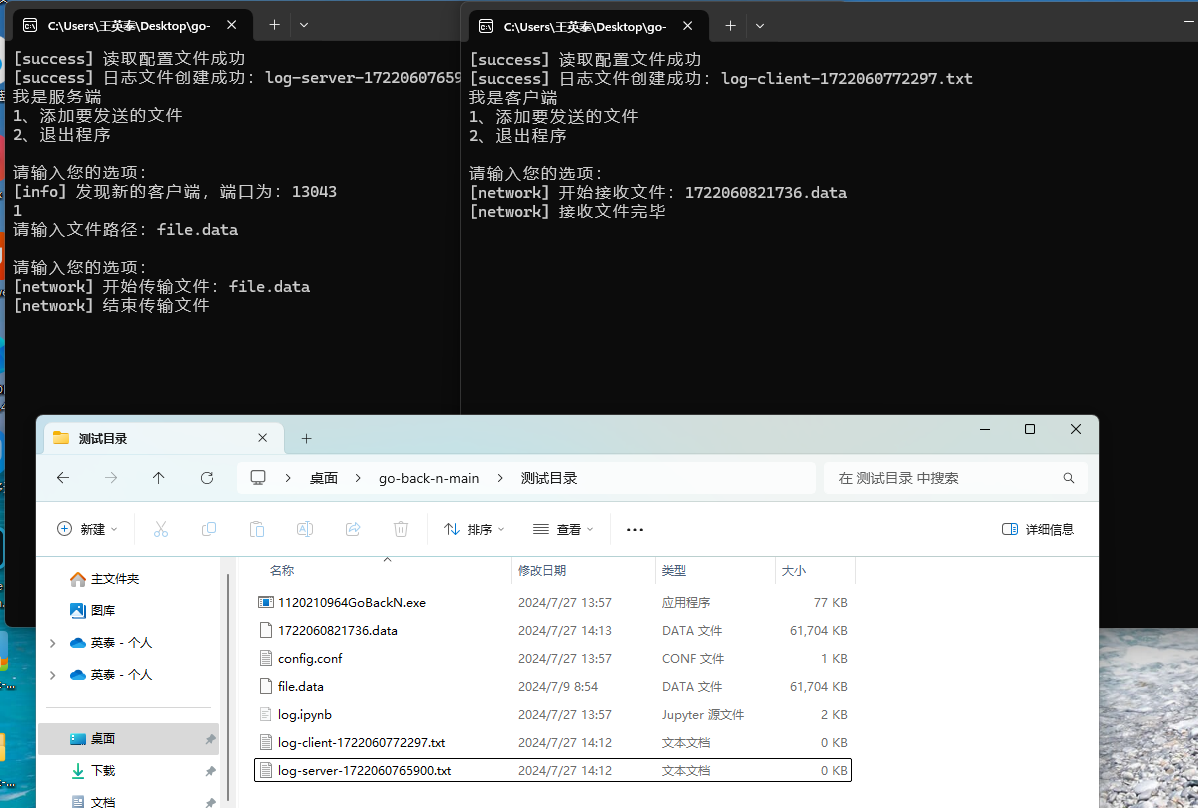 C:\Users\王英泰\Desktop\go-
[success] 读取配置文件成功
[success] 日志文件创建成功：log-server-17220607659
我是服务端
1、添加要发送的文件
2、退出程序
请输入您的选项：
[info] 发现新的客户端，端口为：13043
1
请输入文件路径：file.data
请输入您的选项：
[network] 开始传输文件：file.data
[network] 结束传输文件
C:\Users\王英泰\Desktop\go-
[success] 读取配置文件成功
[success] 日志文件创建成功：log-client-1722060772297.txt
我是客户端
1、添加要发送的文件
2、退出程序
请输入您的选项：
[network] 开始接收文件：1722060821736.data
[network] 接收文件完毕
测试目录
桌面 > go-back-n-main > 测试目录
在 测试目录 中搜索
新建 排序 查看 ··· 详细信息
主文件夹
图库
英泰 - 个人
英泰 - 个人
桌面
下载
文档
名称 修改日期 类型 大小
1120210964GoBackN.exe 2024/7/27 13:57 应用程序 77 KB
1722060821736.data 2024/7/27 14:13 DATA 文件 61,704 KB
config.conf 2024/7/27 13:57 CONF 文件 1 KB
file.data 2024/7/9 8:54 DATA 文件 61,704 KB
log.ipynb 2024/7/27 13:57 Jupyter 源文件 2 KB
log-client-1722060772297.txt 2024/7/27 14:12 文本文档 0 KB
log-server-1722060765900.txt 2024/7/27 14:12 文本文档 0 KB